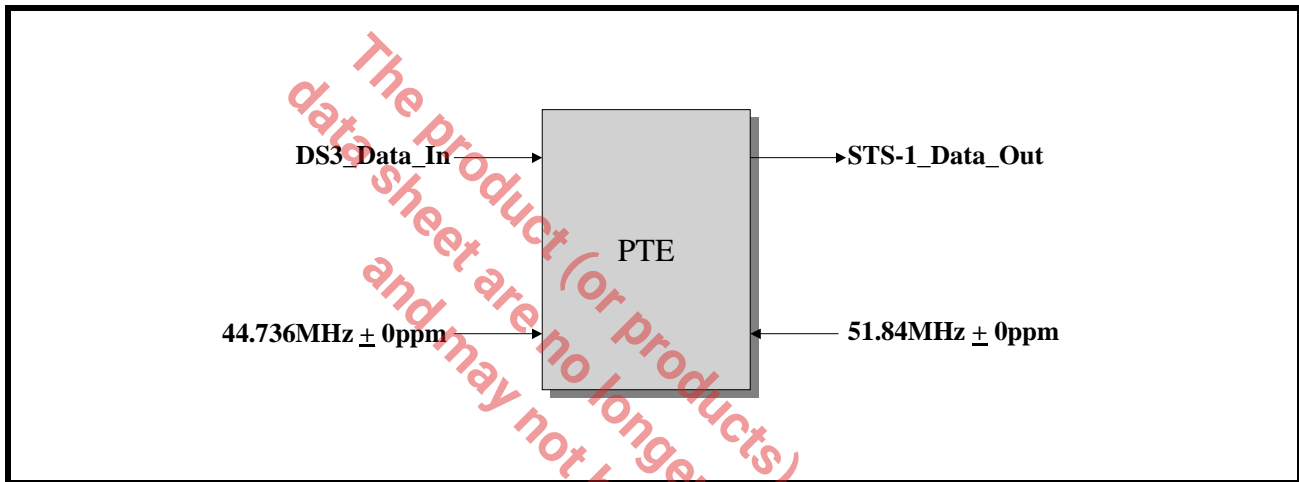 DS3_Data_In
STS-1_Data_Out
PTE
44.736MHz ± 0ppm
51.84MHz ± 0ppm
The product (or products)
data sheet are no longer
and may not b